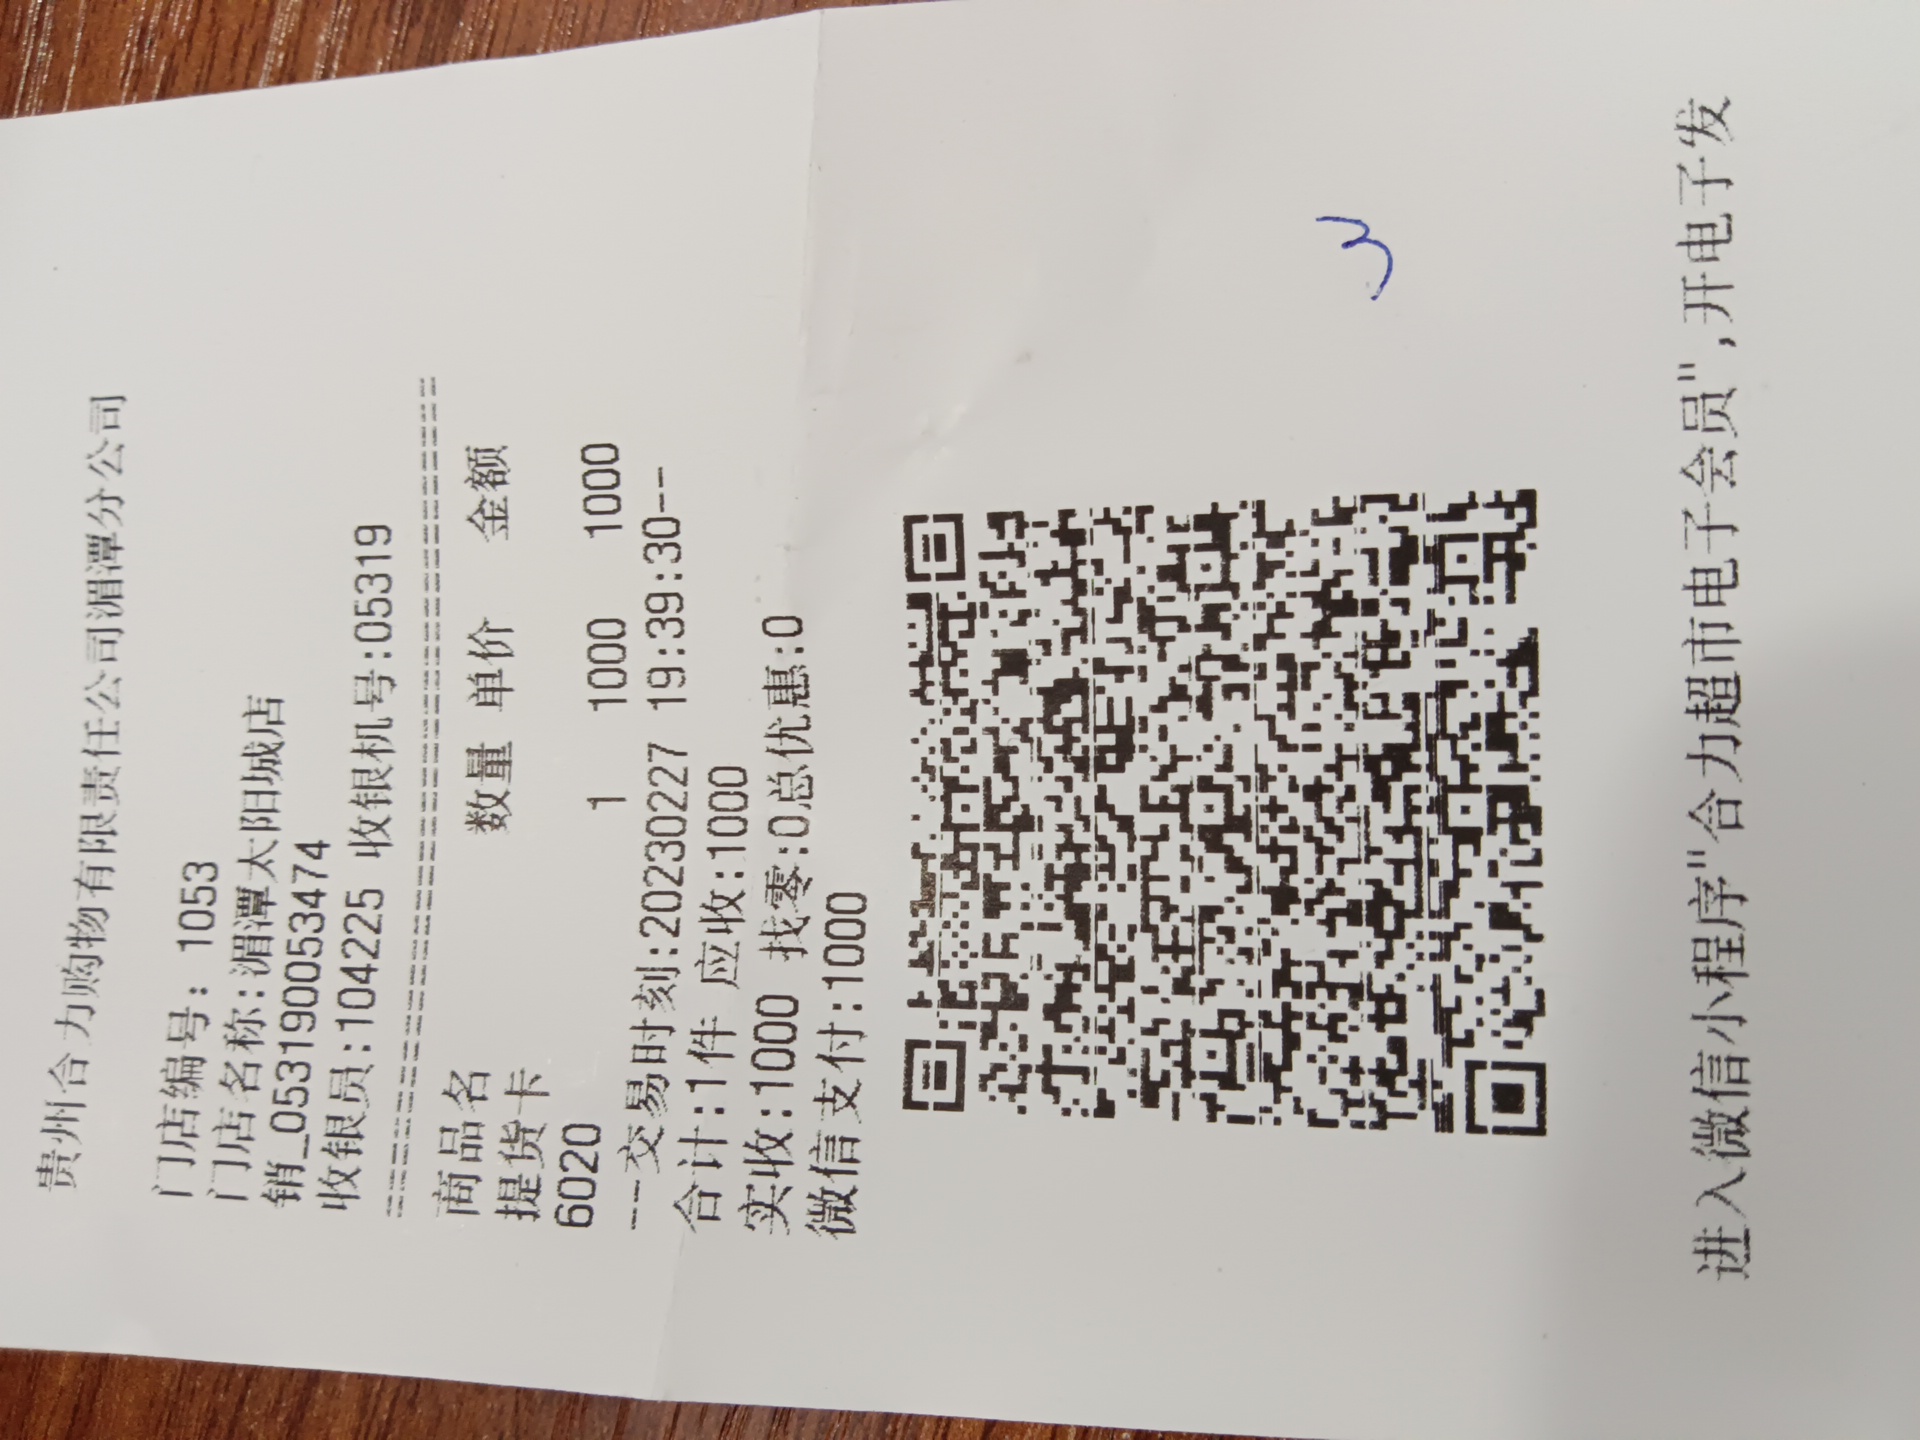 贵州合力购物有限责任公司湄潭分公司
门店编号: 1053
门店名称:湄潭太阳城店
销_0531900053474
收银员:104225 收银机号:05319
商品名 数量 单价 金额
提货卡
6020 1 1000 1000
--交易时刻:20230227 19:39:30--
合计:1件 应收:1000
实收:1000 找零:0总优惠:0
微信支付:1000
3
进入微信小程序"合力超市电子会员",开电子发